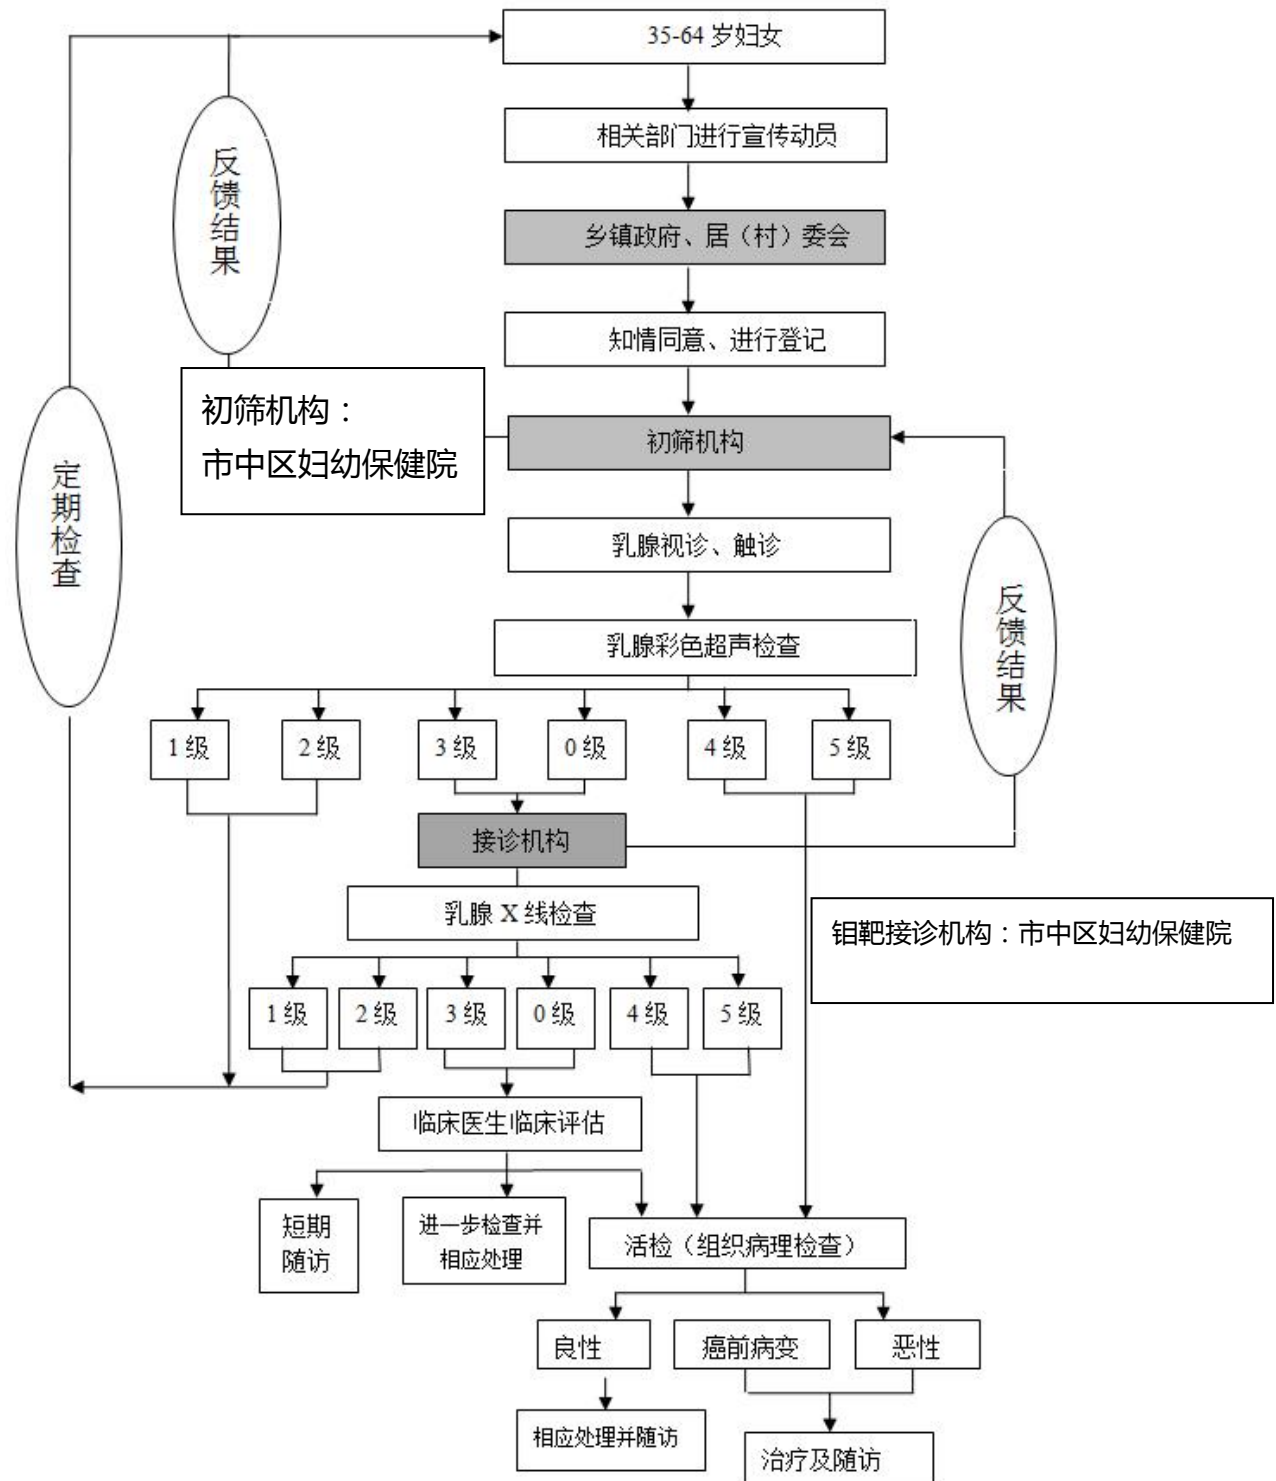 35-64 岁妇女
相关部门进行宣传动员
反馈结果
乡镇政府、居（村）委会
知情同意、进行登记
初筛机构：
市中区妇幼保健院
初筛机构
定期检查
乳腺视诊、触诊
反馈结果
乳腺彩色超声检查
1 级
2 级
3 级
0 级
4 级
5 级
接诊机构
乳腺 X 线检查
钼靶接诊机构：市中区妇幼保健院
1 级
2 级
3 级
0 级
4 级
5 级
临床医生临床评估
短期
随访
进一步检查并
相应处理
活检（组织病理检查）
良性
癌前病变
恶性
相应处理并随访
治疗及随访